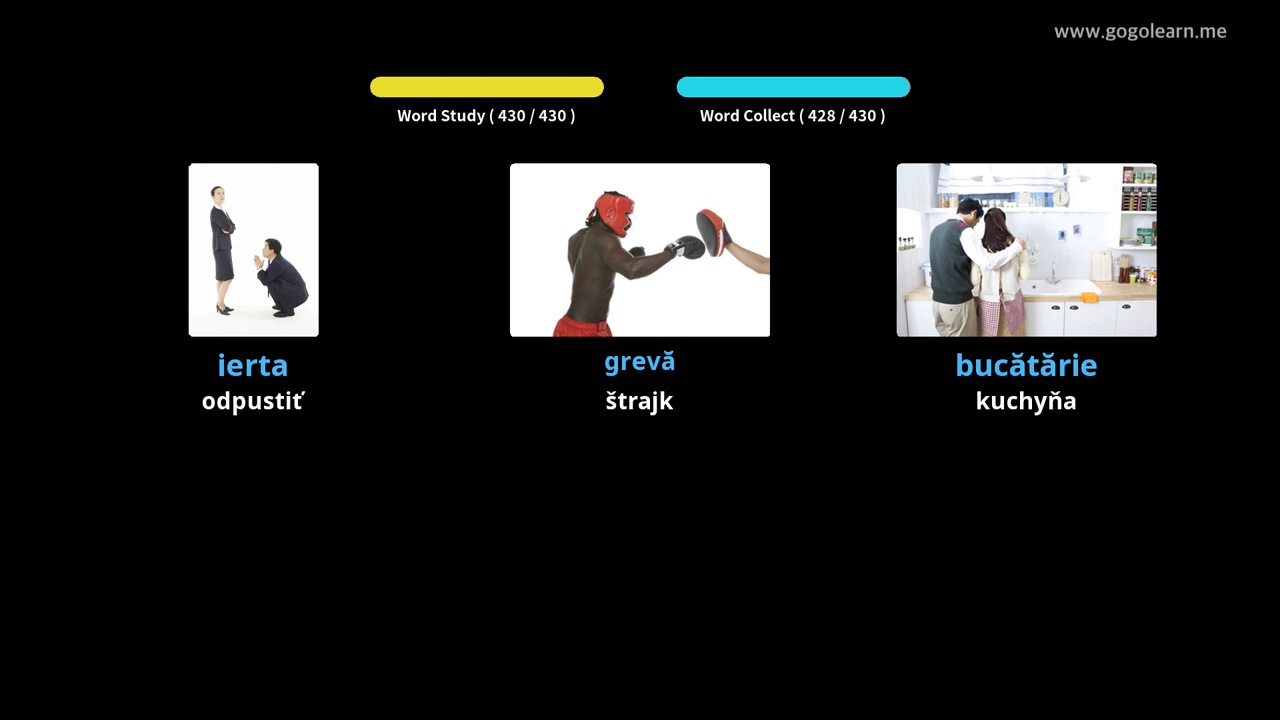 www.gogolearn.me
Word Study ( 430 / 430 )
Word Collect ( 428 / 430 )
ierta
odpustiť
grevă
štrajk
bucătărie
kuchyňa